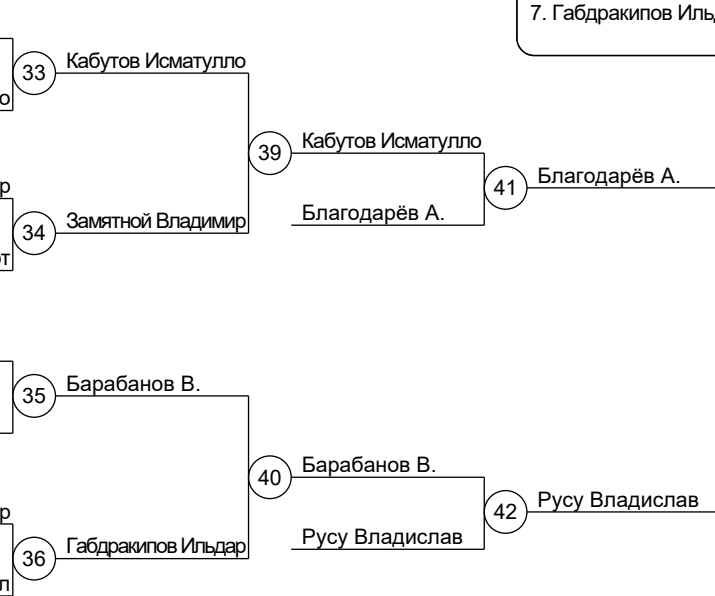 7. Габдракипов
33
Кабутов Исматулло
39
Кабутов Исматулло
41
Благодарёв А.
Благодарёв А.
34
Замятной Владимир
35
Барабанов В.
40
Барабанов В.
42
Русу Владислав
Русу Владислав
36
Габдракипов Ильдар